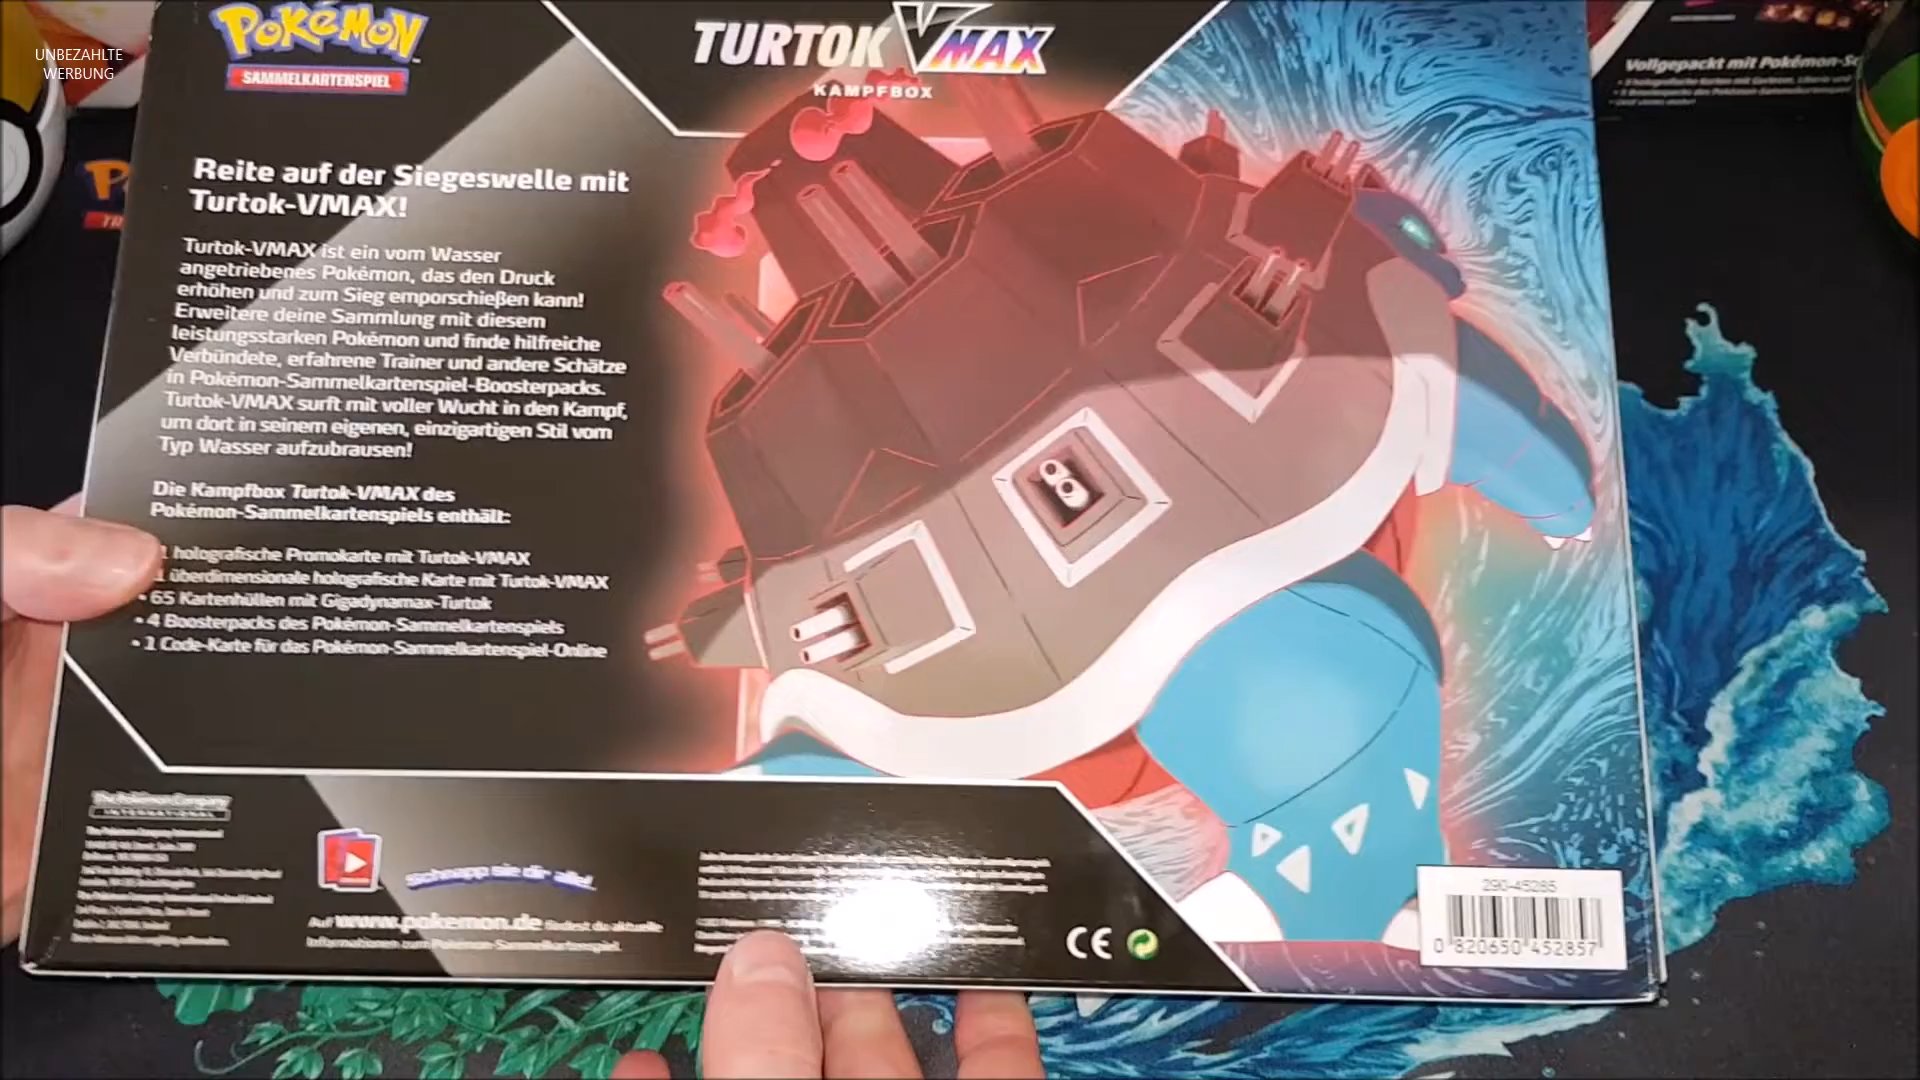 UNBEZAHLTE
WERBUNG
POKéMON
SAMMELKARTENSPIEL
TURTOK VMAX
KAMPFBOX
Vollgepackt mit Pokémon-
Reite auf der Siegeswelle mit
Turtok-VMAX!
Turtok-VMAX ist ein vom Wasser
angetriebenes Pokémon, das den Druck
erhöhen und zum Sieg emporschießen kann!
Erweitere deine Sammlung mit diesem
leistungsstarken Pokémon und finde hilfreiche
Verbündete, erfahrene Trainer und andere Schätze
in Pokémon-Sammelkartenspiel-Boosterpacks.
Turtok-VMAX surft mit voller Wucht in den Kampf,
um dort in seinem eigenen, einzigartigen Stil vom
Typ Wasser aufzubrausen!
Die Kampfbox Turtok-VMAX des
Pokémon-Sammelkartenspiels enthält:
1 holografische Promokarte mit Turtok-VMAX
1 überdimensionale holografische Karte mit Turtok-VMAX
• 65 Kartenhüllen mit Gigadynamax-Turtok
• 4 Boosterpacks des Pokémon-Sammelkartenspiels
• 1 Code-Karte für das Pokémon-Sammelkartenspiel-Online
The Pokémon Company
INTERNATIONAL
Schnapp sie dir alle!
Auf www.pokemon.de findest du aktuelle
Informationen zum Pokémon-Sammelkartenspiel.
CE
290-45285
0 820650 452857